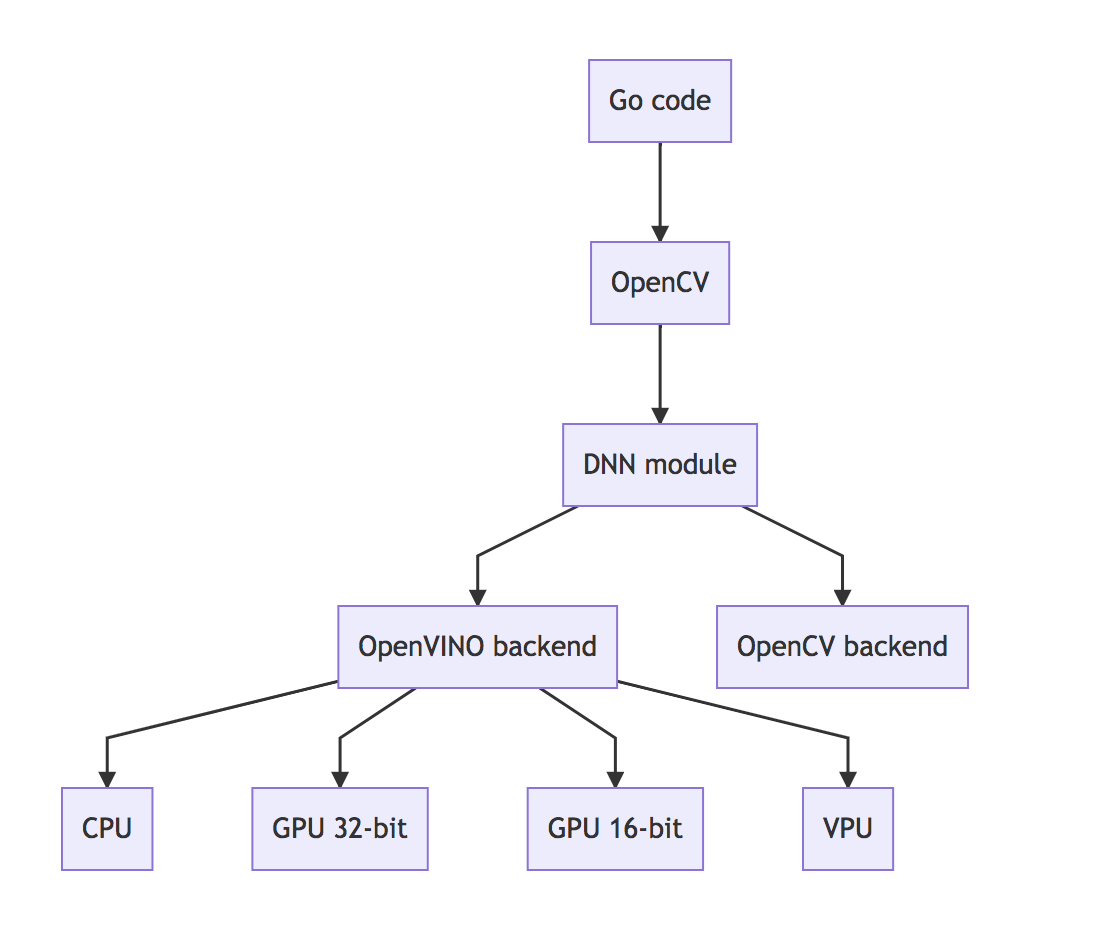 Go code
OpenCV
DNN module
OpenVINO backend
OpenCV backend
CPU
GPU 32-bit
GPU 16-bit
VPU